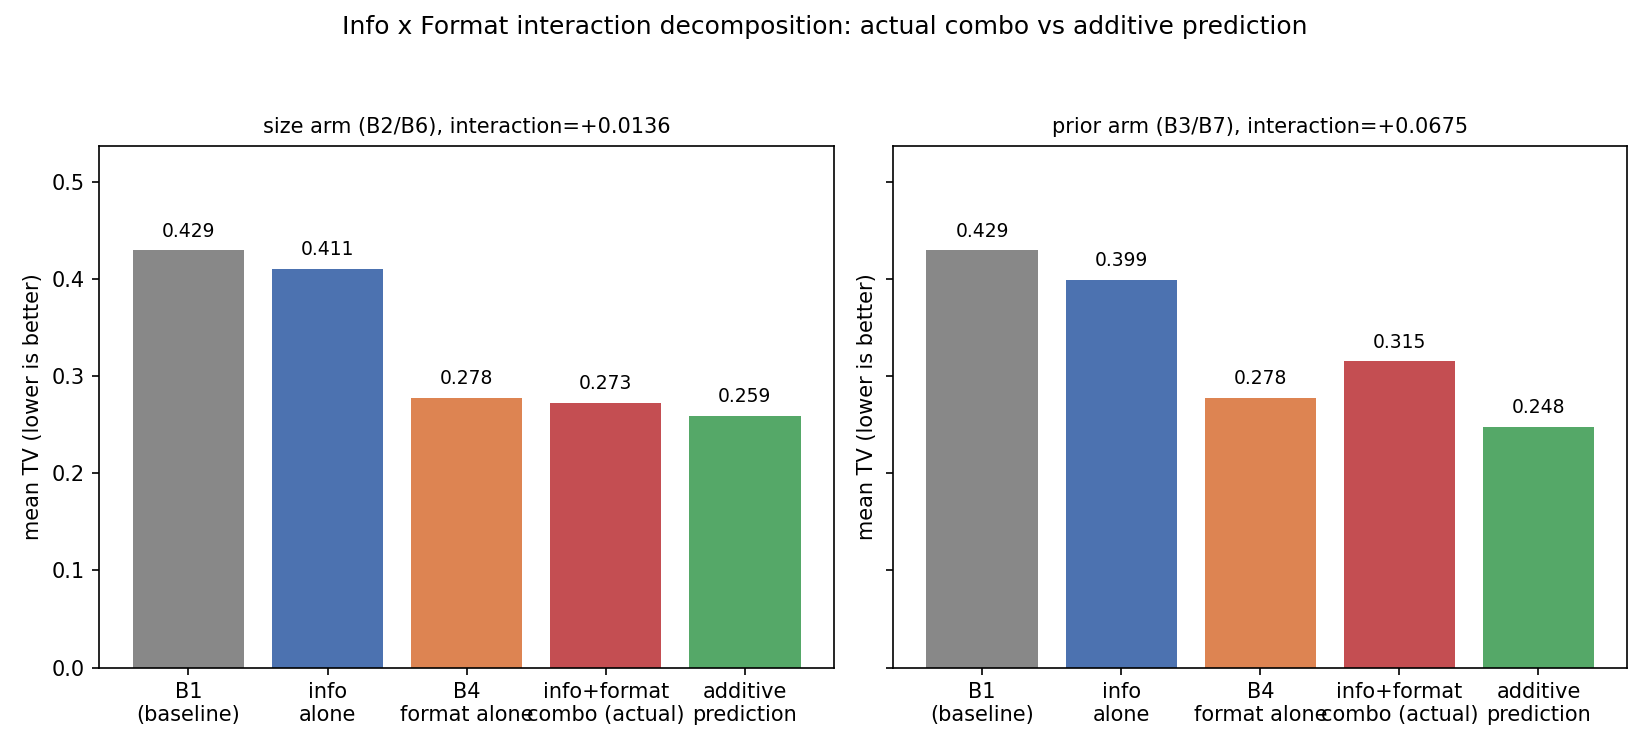 Info x Format interaction decomposition: actual combo vs additive prediction
size arm (B2/B6), interaction=+0.0136
mean TV (lower is better)
0.5
0.4
0.3
0.2
0.1
0.0
0.429
0.411
0.278
0.273
0.259
B1
(baseline)
info
alone
B4
format alone
info+format
combo (actual)
additive
prediction
prior arm (B3/B7), interaction=+0.0675
mean TV (lower is better)
0.429
0.399
0.278
0.315
0.248
B1
(baseline)
info
alone
B4
format alone
info+format
combo (actual)
additive
prediction